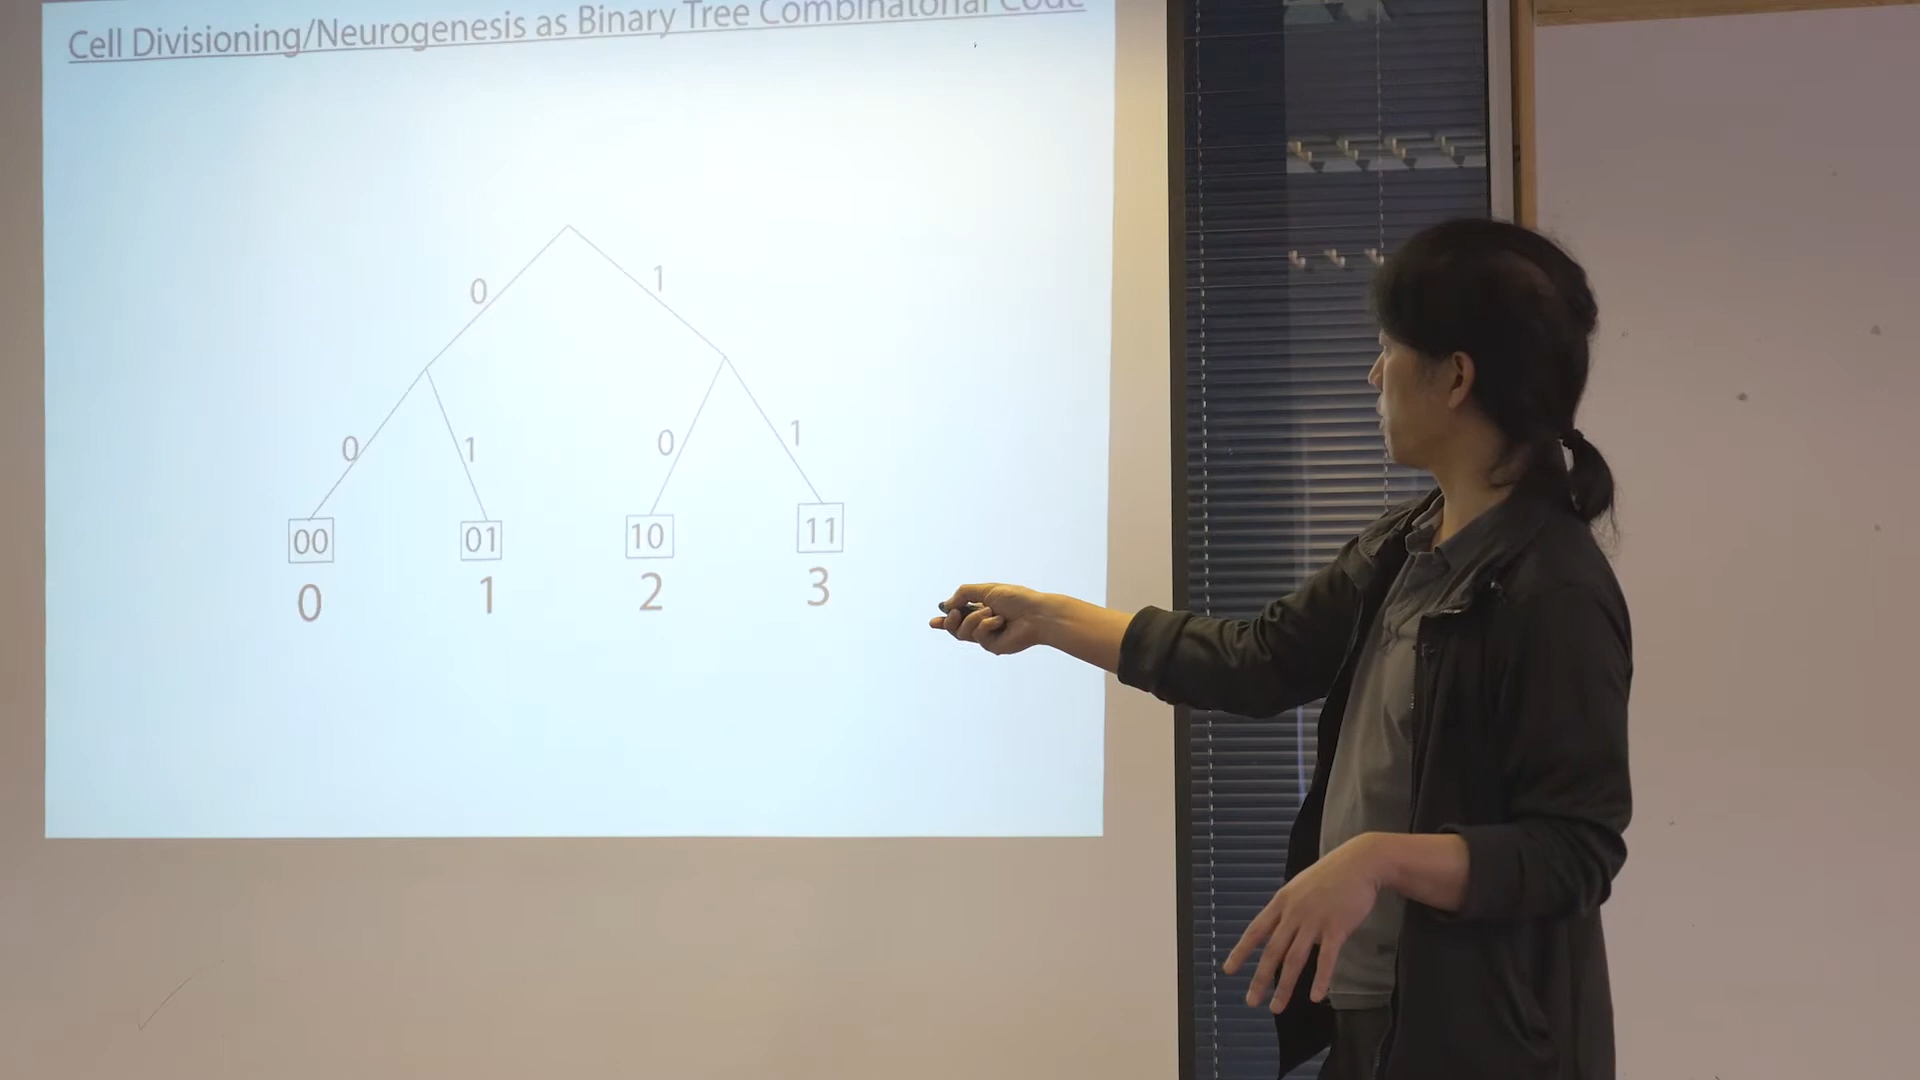 Cell Divisioning/Neurogenesis as Binary Tree Combinatorial Code
0 1
0 1 0 1
00 01 10 11
0 1 2 3